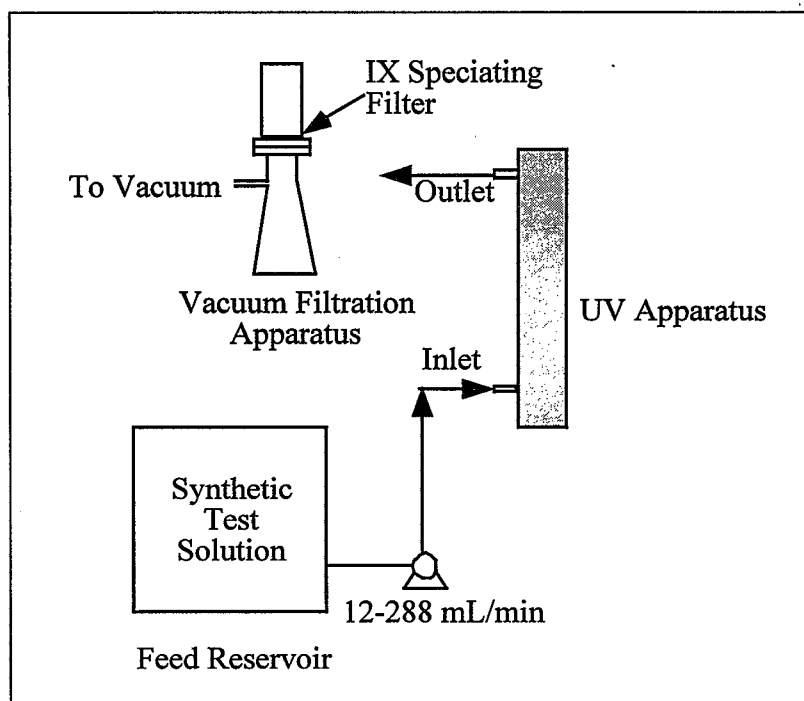 IX Speciating
Filter
To Vacuum
Outlet
Vacuum Filtration
Apparatus
UV Apparatus
Inlet
Synthetic
Test
Solution
12-288 mL/min
Feed Reservoir